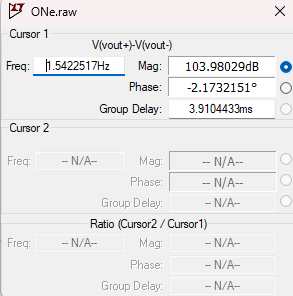 ONe.raw
Cursor 1
V(vout+)-V(vout-)
Freq: 1.5422517Hz Mag: 103.98029dB
Phase: -2.1732151°
Group Delay: 3.9104433ms
Cursor 2
Freq: -- N/A-- Mag: -- N/A--
Phase: -- N/A--
Group Delay: -- N/A--
Ratio (Cursor2 / Cursor1)
Freq: -- N/A-- Mag: -- N/A--
Phase: -- N/A--
Group Delay: -- N/A--